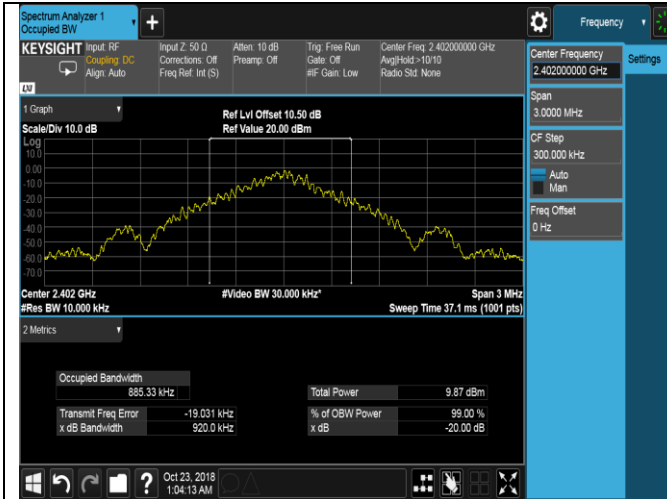 Spectrum Analyzer 1
Occupied BW
+
Frequency
KEYSIGHT
Input: RF
Coupling: DC
Align: Auto
Input Z: 50 Ω
Corrections: Off
Freq Ref: Int (S)
Atten: 10 dB
Preamp: Off
Trig: Free Run
Gate: Off
#IF Gain: Low
Center Freq: 2.402000000 GHz
Avg|Hold:>10/10
Radio Std: None
LXI
Center Frequency
2.402000000 GHz
Settings
Span
3.0000 MHz
CF Step
300.000 kHz
Auto
Man
Freq Offset
0 Hz
1 Graph
Scale/Div 10.0 dB
Ref Lvl Offset 10.50 dB
Ref Value 20.00 dBm
Log
10.0
0.00
-10.0
-20.0
-30.0
-40.0
-50.0
-60.0
-70.0
Center 2.402 GHz
#Video BW 30.000 kHz*
Span 3 MHz
#Res BW 10.000 kHz
Sweep Time 37.1 ms (1001 pts)
2 Metrics
Occupied Bandwidth
885.33 kHz
Total Power 9.87 dBm
Transmit Freq Error -19.031 kHz
% of OBW Power 99.00 %
x dB Bandwidth 920.0 kHz
x dB -20.00 dB
?
Oct 23, 2018
1:04:13 AM